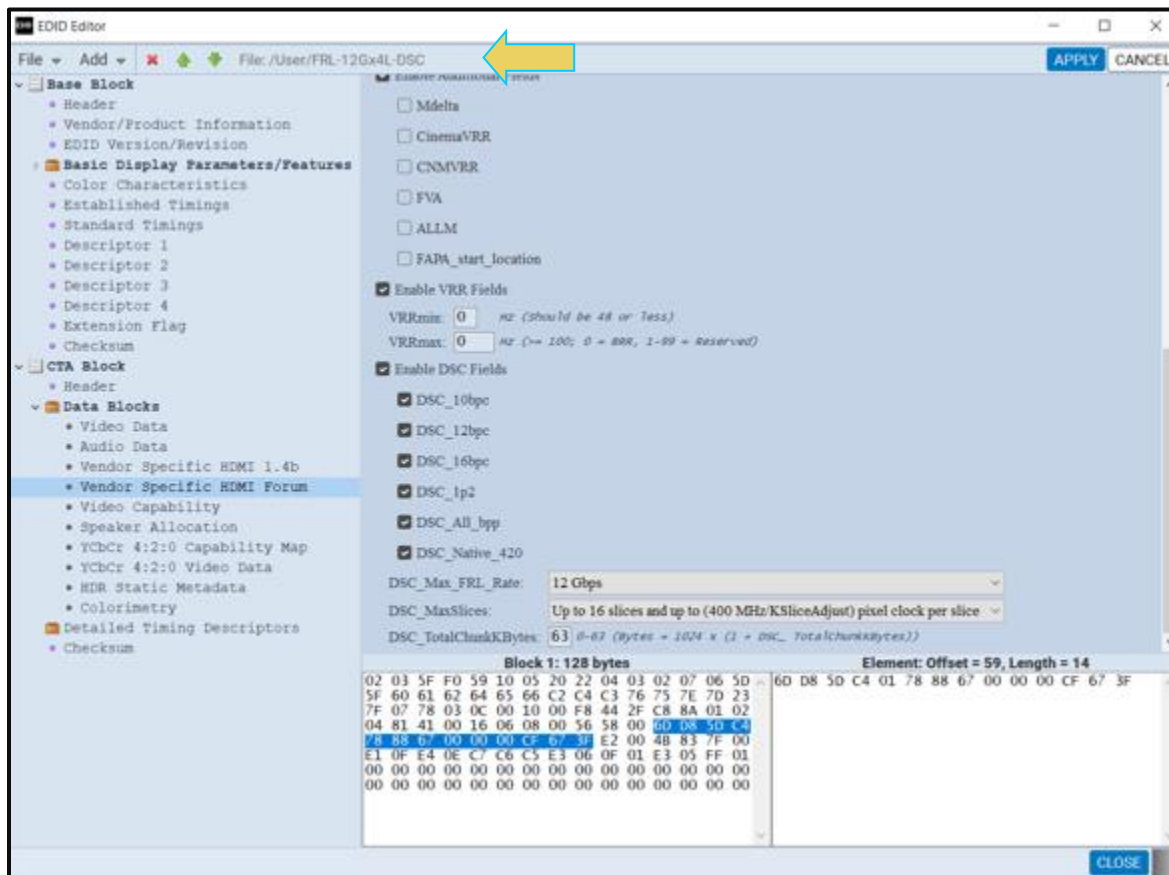 EDID Editor
File Add File: /User/FRL-12Gx4L-DSC APPLY CANCEL
Base Block
Header
Vendor/Product Information
EDID Version/Revision
Basic Display Parameters/Features
Color Characteristics
Established Timings
Standard Timings
Descriptor 1
Descriptor 2
Descriptor 3
Descriptor 4
Extension Flag
Checksum
CTA Block
Header
Data Blocks
Video Data
Audio Data
Vendor Specific HDMI 1.4b
Vendor Specific HDMI Forum
Video Capability
Speaker Allocation
YCbCr 4:2:0 Capability Map
YCbCr 4:2:0 Video Data
HDR Static Metadata
Colorimetry
Detailed Timing Descriptors
Checksum
Enable Additional Fields
Mdelta
CinemaVRR
CNMVRR
FVA
ALLM
FAPA_start_location
Enable VRR Fields
VRRmin: 0 Hz (Should be 48 or less)
VRRmax: 0 Hz (>= 100; 0 = BRR, 1-99 = Reserved)
Enable DSC Fields
DSC_10bpc
DSC_12bpc
DSC_16bpc
DSC_1p2
DSC_All_bpp
DSC_Native_420
DSC_Max_FRL_Rate: 12 Gbps
DSC_MaxSlices: Up to 16 slices and up to (400 MHz/KSliceAdjust) pixel clock per slice
DSC_TotalChunkKBytes: 63 0-63 (Bytes = 1024 x (1 + DSC_ TotalChunkKBytes))
Block 1: 128 bytes
02 03 5F F0 59 10 05 20 22 04 03 02 07 06 5D
5F 60 61 62 64 65 66 C2 C4 C3 76 75 7E 7D 23
7F 07 78 03 0C 00 10 00 F8 44 2F C8 8A 01 02
04 81 41 00 16 06 08 00 56 58 00 6D D8 5D C4
78 88 67 00 00 00 CF 67 3F E2 00 4B 83 7F 00
E1 0F E4 0E C7 C6 C5 E3 06 0F 01 E3 05 FF 01
00 00 00 00 00 00 00 00 00 00 00 00 00 00 00
00 00 00 00 00 00 00 00 00 00 00 00 00 00 00
Element: Offset = 59, Length = 14
6D D8 5D C4 01 78 88 67 00 00 00 CF 67 3F
CLOSE